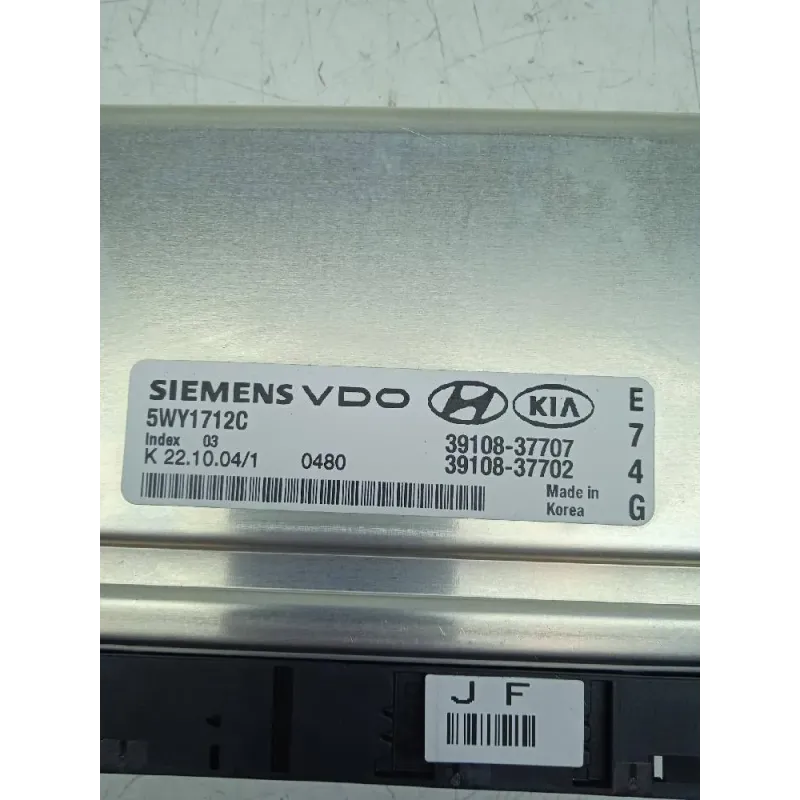 SIEMENS VDO KIA
5WY1712C
Index 03
K 22.10.04/1 0480
39108-37707
39108-37702
Made in
Korea
E
7
4
G
J F